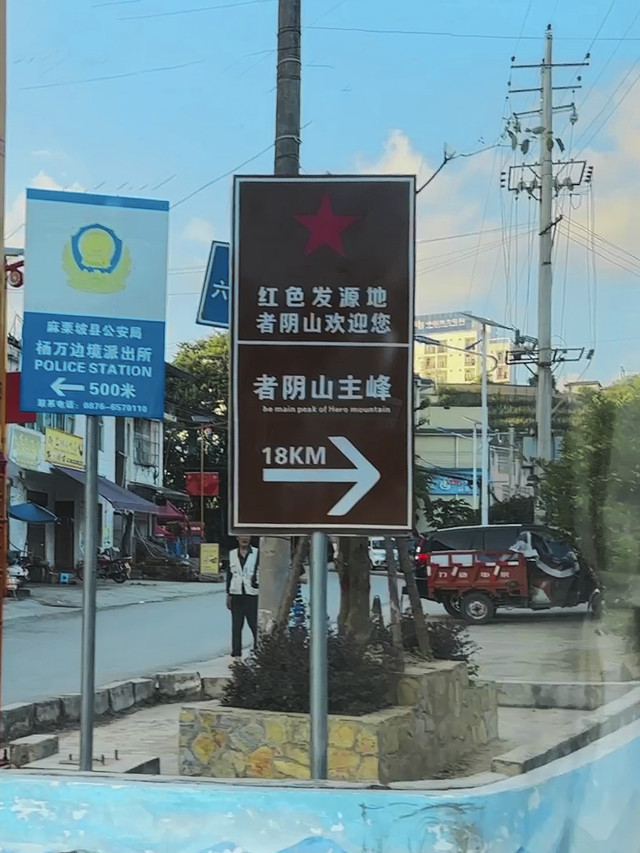 麻栗坡县公安局
杨万边境派出所
POLICE STATION
500米
联系电话：0876-6570110
六
红色发源地
者阴山欢迎您
者阴山主峰
he main peak of Hero mountain
18KM